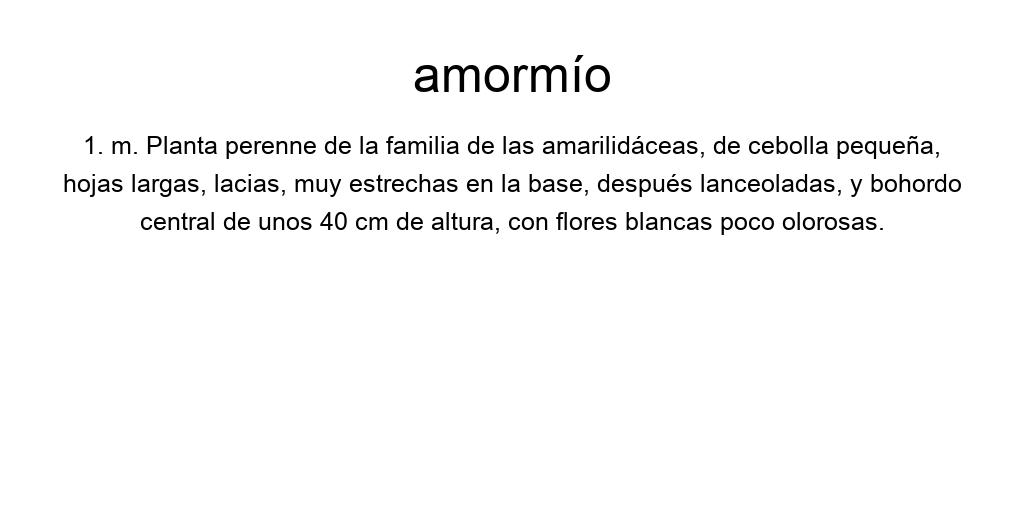 amormío
1. m. Planta perenne de la familia de las amarilidáceas, de cebolla pequeña,
hojas largas, lacias, muy estrechas en la base, después lanceoladas, y bohordo
central de unos 40 cm de altura, con flores blancas poco olorosas.